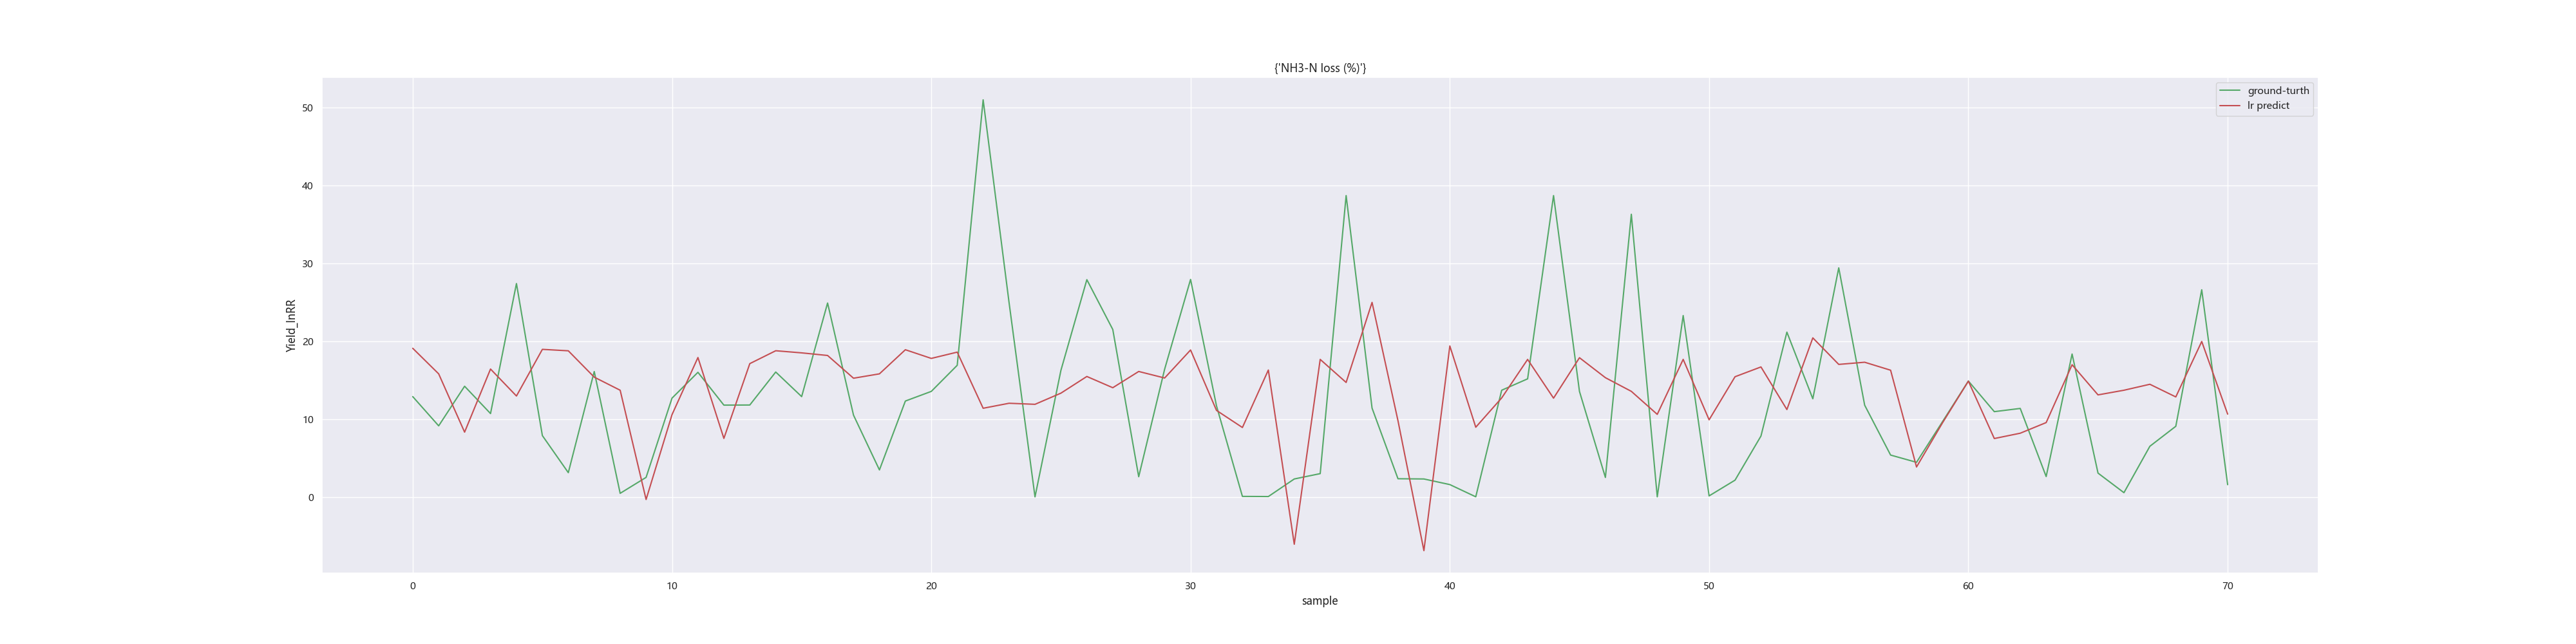 {'NH3-N loss (%)'}
ground-turth
lr predict
Yield_lnRR
50
40
30
20
10
0
0 10 20 30 40 50 60 70
sample